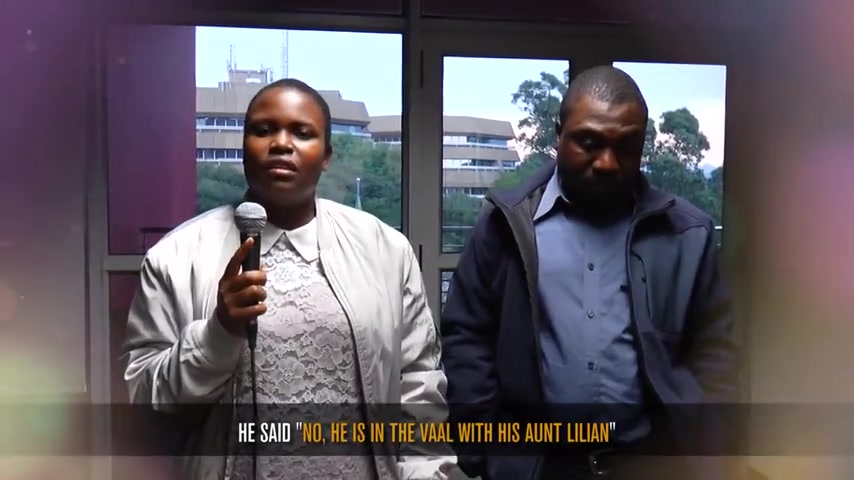 HE SAID "NO, HE IS IN THE VAAL WITH HIS AUNT LILIAN"